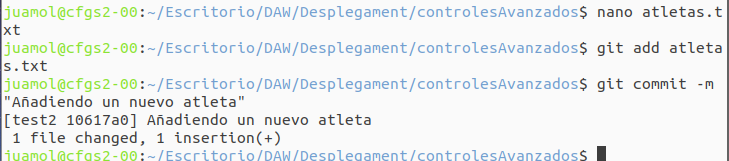 juamol@cfgs2-00:~/Escritorio/DAW/Desplegament/controlesAvanzados$ nano atletas.t
xt
juamol@cfgs2-00:~/Escritorio/DAW/Desplegament/controlesAvanzados$ git add atleta
s.txt
juamol@cfgs2-00:~/Escritorio/DAW/Desplegament/controlesAvanzados$ git commit -m
"Añadiendo un nuevo atleta"
[test2 10617a0] Añadiendo un nuevo atleta
 1 file changed, 1 insertion(+)
juamol@cfgs2-00:~/Escritorio/DAW/Desplegament/controlesAvanzados$